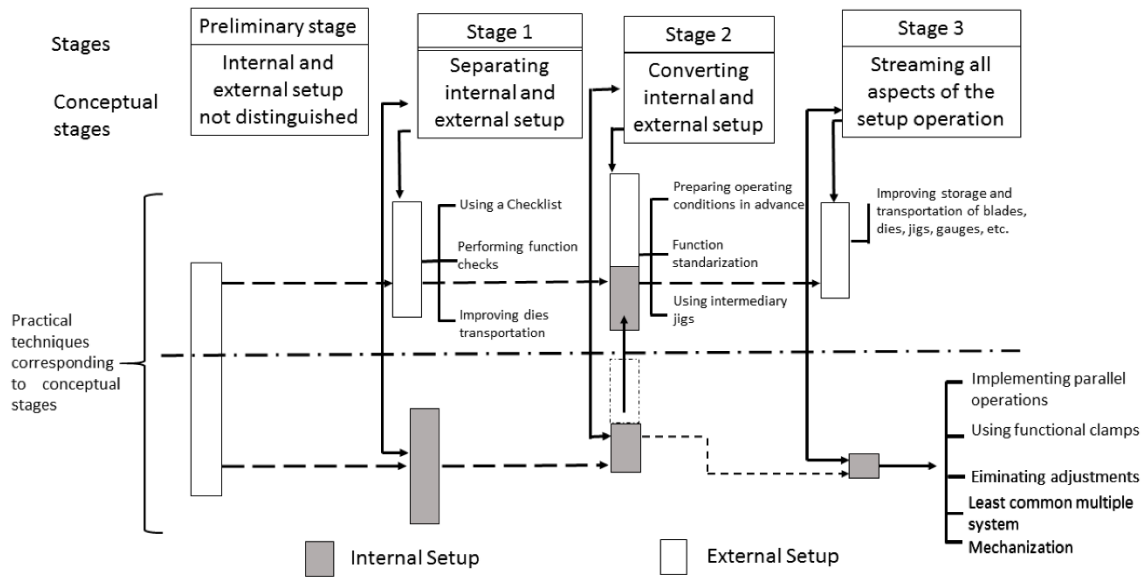 Stages
Preliminary stage
Stage 1
Stage 2
Stage 3
Conceptual
stages
Internal and
external setup
not distinguished
Separating
internal and
external setup
Converting
internal and
external setup
Streaming all
aspects of the
setup operation
Practical
techniques
corresponding
to conceptual
stages
Using a Checklist
Performing function
checks
Improving dies
transportation
Preparing operating
conditions in advance
Function
standarization
Using intermediary
jigs
Improving storage and
transportation of blades,
dies, jigs, gauges, etc.
Implementing parallel
operations
Using functional clamps
Eiminating adjustments
Least common multiple
system
Mechanization
Internal Setup
External Setup